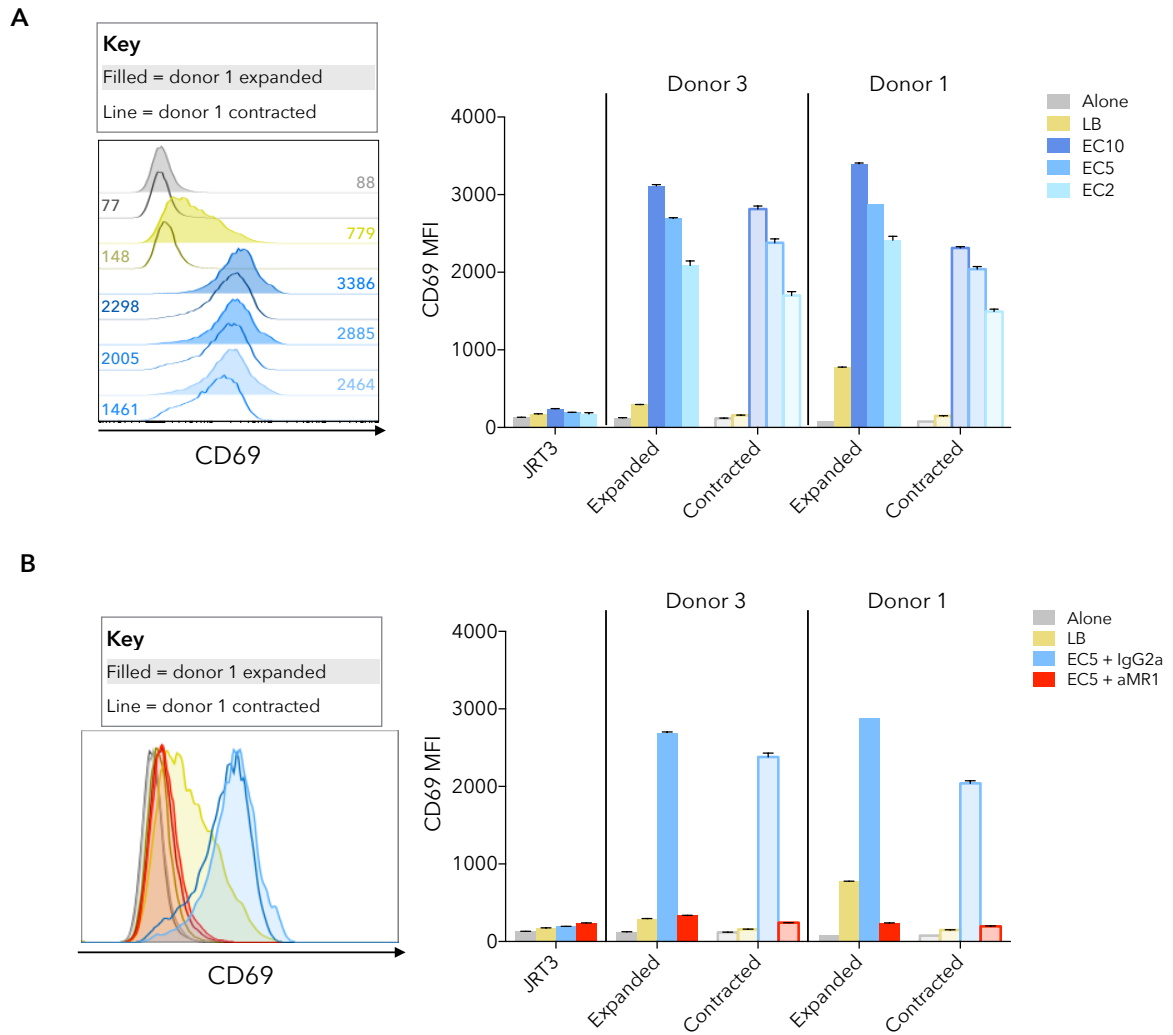 A
Key
Filled = donor 1 expanded
Line = donor 1 contracted
88
77
779
148
3386
2298
2885
2005
2464
1461
CD69
Donor 3
Donor 1
4000
3000
2000
1000
0
CD69 MFI
JRT3
Expanded
Contracted
Expanded
Contracted
Alone
LB
EC10
EC5
EC2
B
Key
Filled = donor 1 expanded
Line = donor 1 contracted
CD69
Donor 3
Donor 1
4000
3000
2000
1000
0
CD69 MFI
JRT3
Expanded
Contracted
Expanded
Contracted
Alone
LB
EC5 + IgG2a
EC5 + aMR1